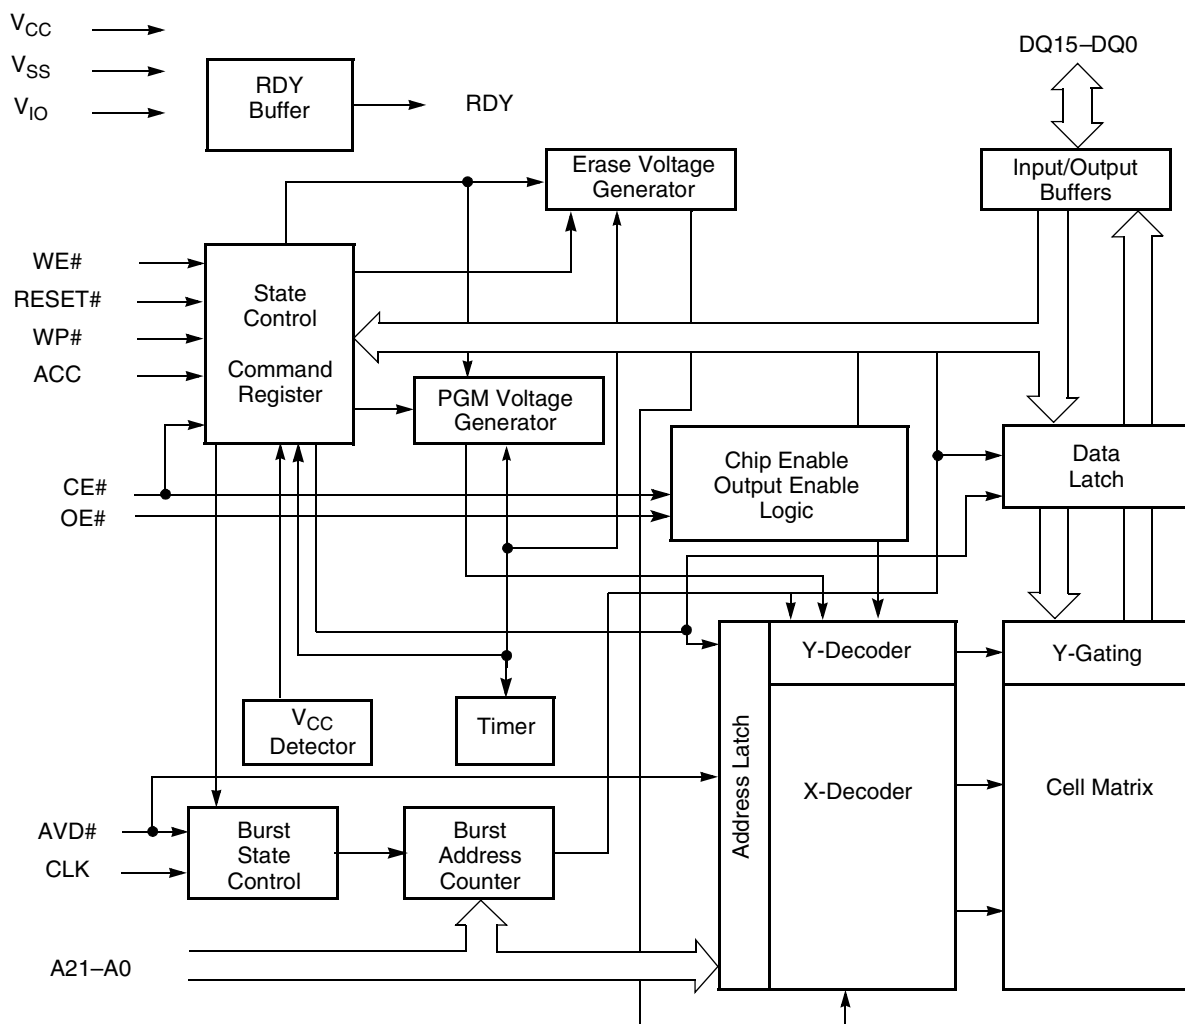 VCC
VSS
VIO
RDY
Buffer
RDY
DQ15–DQ0
Erase Voltage
Generator
Input/Output
Buffers
WE#
RESET#
WP#
ACC
State
Control
Command
Register
PGM Voltage
Generator
CE#
OE#
Chip Enable
Output Enable
Logic
Data
Latch
VCC
Detector
Timer
Address Latch
Y-Decoder
Y-Gating
X-Decoder
Cell Matrix
AVD#
CLK
Burst
State
Control
Burst
Address
Counter
A21–A0